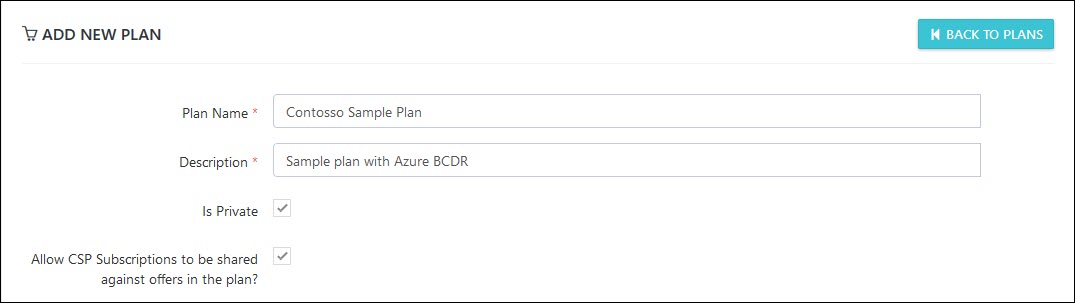 ADD NEW PLAN
BACK TO PLANS
Plan Name *
Contosso Sample Plan
Description *
Sample plan with Azure BCDR
Is Private
Allow CSP Subscriptions to be shared
against offers in the plan?